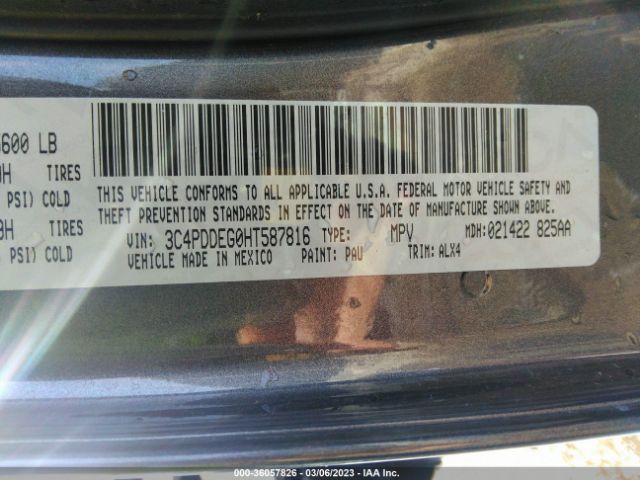 600 LB
0H TIRES
PSI) COLD
0H TIRES
PSI) COLD
THIS VEHICLE CONFORMS TO ALL APPLICABLE U.S.A. FEDERAL MOTOR VEHICLE SAFETY AND
THEFT PREVENTION STANDARDS IN EFFECT ON THE DATE OF MANUFACTURE SHOWN ABOVE.
VIN: 3C4PDDEG0HT587816 TYPE: MPV MDH:021422 825AA
VEHICLE MADE IN MEXICO PAINT: PAU TRIM: ALX4
000-36057826 - 03/06/2023 - IAA Inc.